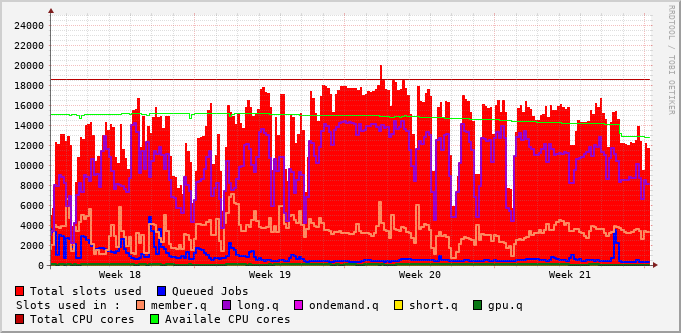 RRDTOOL / TOBI OETIKER
24000
22000
20000
18000
16000
14000
12000
10000
8000
6000
4000
2000
0
Week 18 Week 19 Week 20 Week 21
Total slots used Queued Jobs
Slots used in : member.q long.q ondemand.q short.q gpu.q
Total CPU cores Availale CPU cores